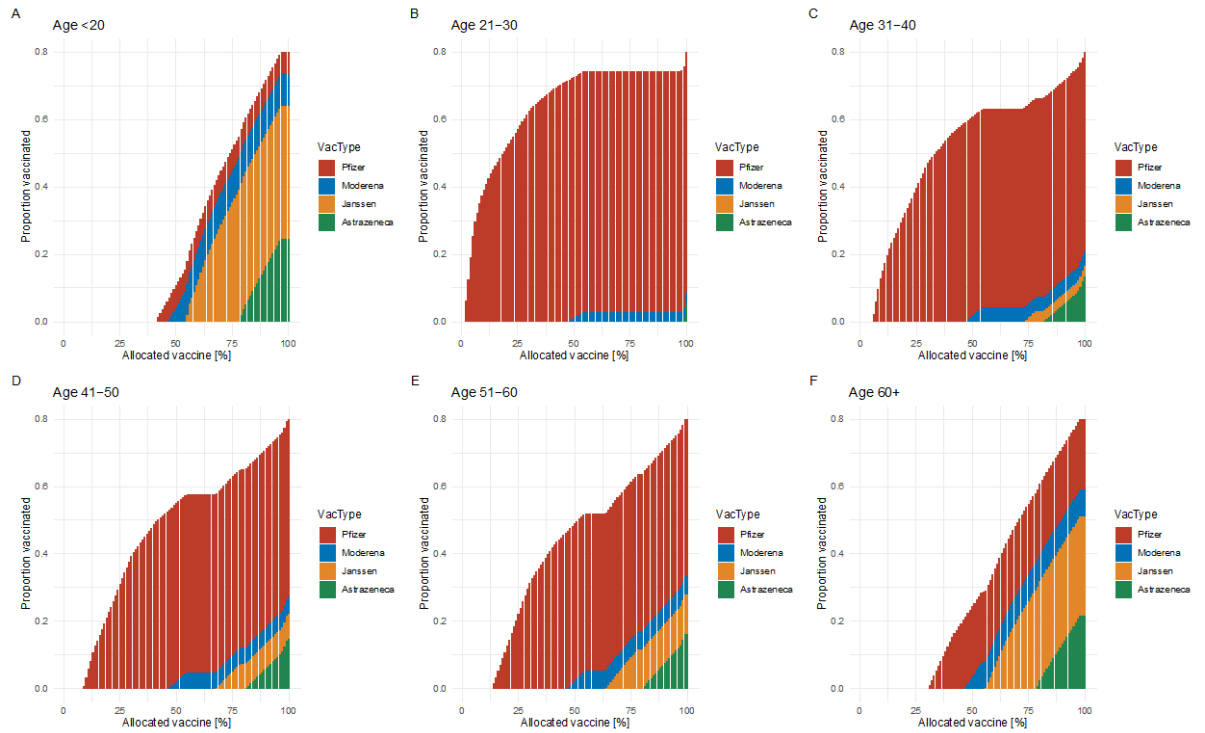 A
Age <20
Proportion vaccinated
0.8
0.6
0.4
0.2
0.0
0
25
50
75
100
Allocated vaccine [%]
VacType
Pfizer
Moderena
Janssen
Astrazeneca
B
Age 21−30
Proportion vaccinated
0.8
0.6
0.4
0.2
0.0
0
25
50
75
100
Allocated vaccine [%]
VacType
Pfizer
Moderena
Janssen
Astrazeneca
C
Age 31−40
Proportion vaccinated
0.8
0.6
0.4
0.2
0.0
0
25
50
75
100
Allocated vaccine [%]
VacType
Pfizer
Moderena
Janssen
Astrazeneca
D
Age 41−50
Proportion vaccinated
0.8
0.6
0.4
0.2
0.0
0
25
50
75
100
Allocated vaccine [%]
VacType
Pfizer
Moderena
Janssen
Astrazeneca
E
Age 51−60
Proportion vaccinated
0.8
0.6
0.4
0.2
0.0
0
25
50
75
100
Allocated vaccine [%]
VacType
Pfizer
Moderena
Janssen
Astrazeneca
F
Age 60+
Proportion vaccinated
0.8
0.6
0.4
0.2
0.0
0
25
50
75
100
Allocated vaccine [%]
VacType
Pfizer
Moderena
Janssen
Astrazeneca